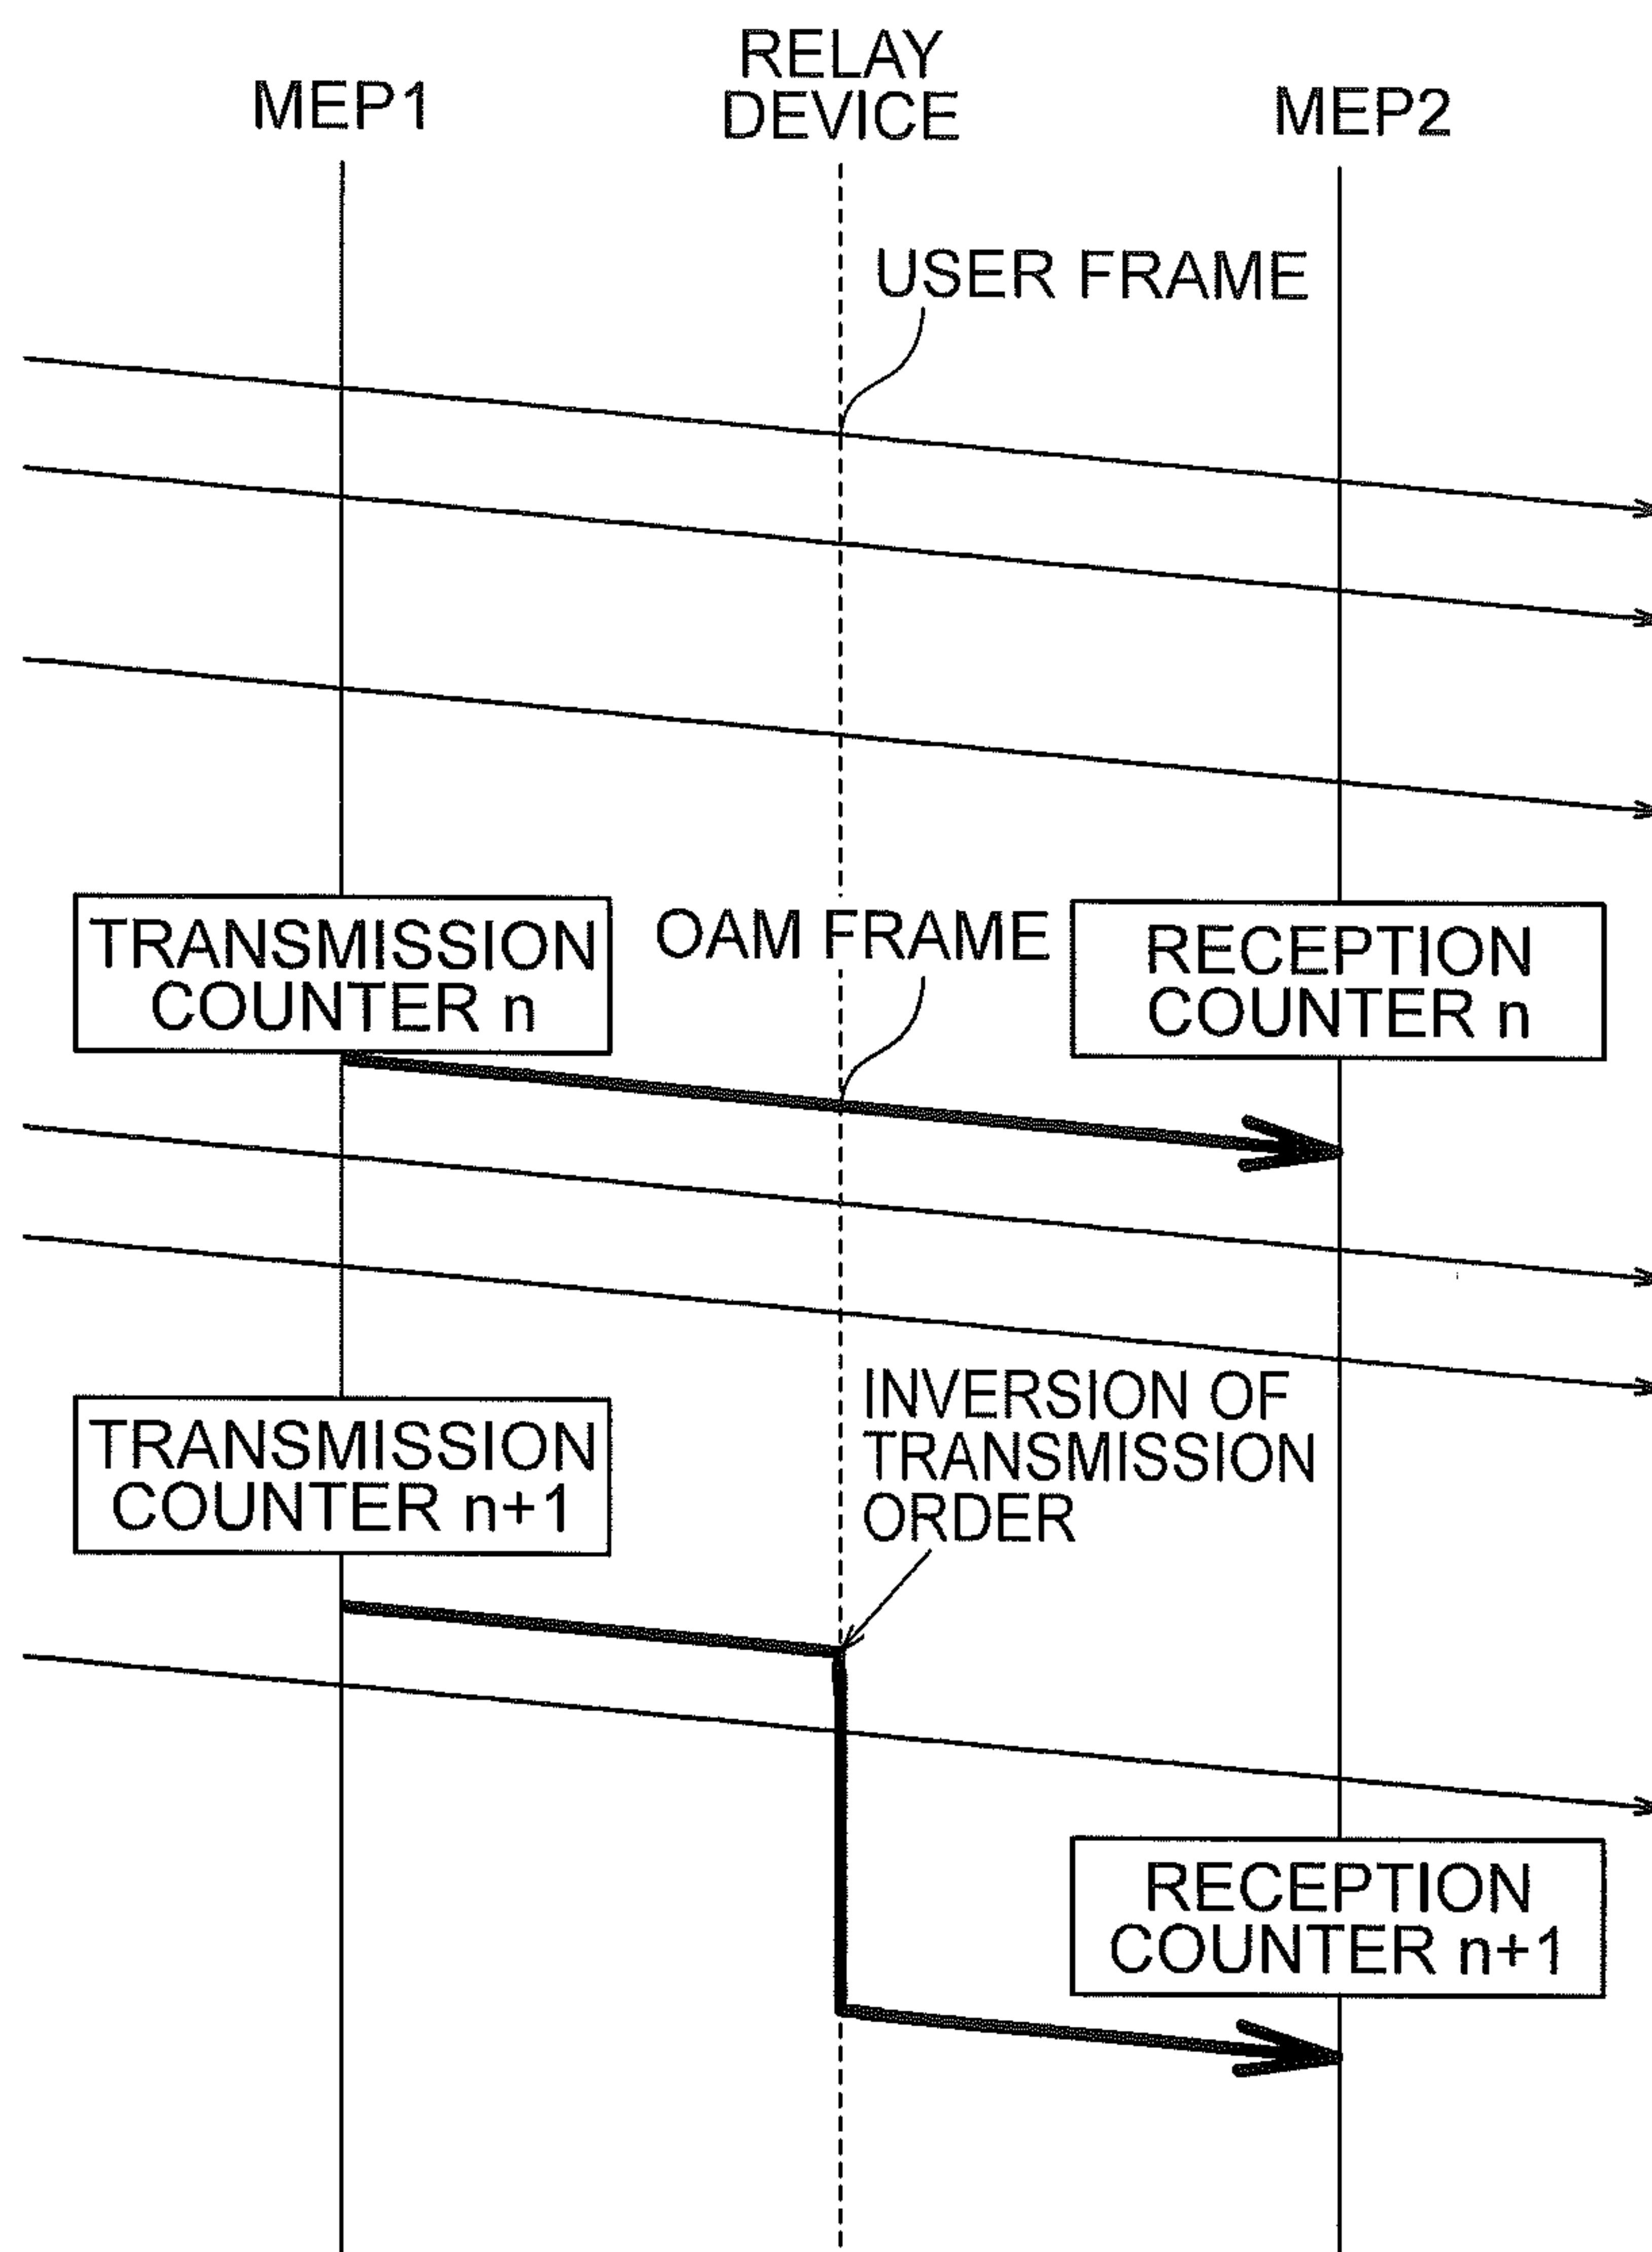 MEP1
RELAY
DEVICE
MEP2
USER FRAME
TRANSMISSION
COUNTER n
OAM FRAME
RECEPTION
COUNTER n
INVERSION OF
TRANSMISSION
ORDER
TRANSMISSION
COUNTER n+1
RECEPTION
COUNTER n+1